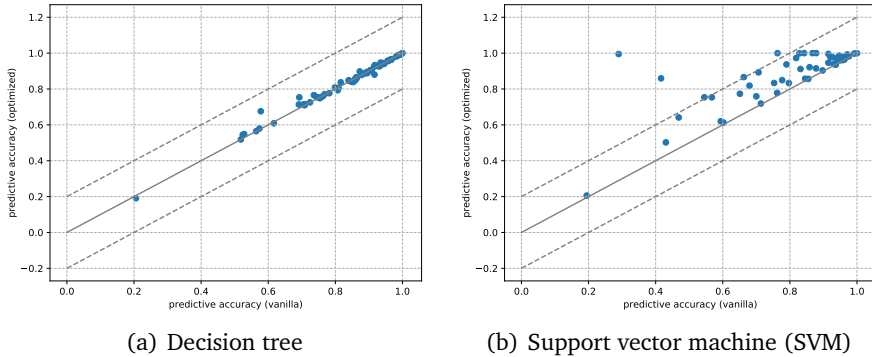 1.2
1.0
0.8
0.6
0.4
0.2
0.0
−0.2
predictive accuracy (optimized)
0.0 0.2 0.4 0.6 0.8 1.0
predictive accuracy (vanilla)
(a) Decision tree
1.2
1.0
0.8
0.6
0.4
0.2
0.0
−0.2
predictive accuracy (optimized)
0.0 0.2 0.4 0.6 0.8 1.0
predictive accuracy (vanilla)
(b) Support vector machine (SVM)